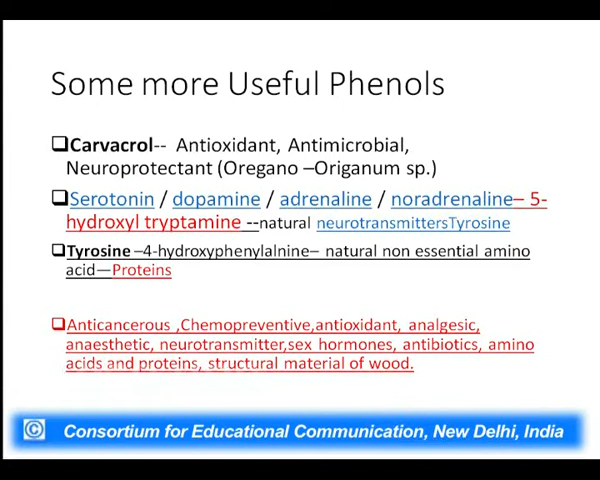 Some more Useful Phenols
Carvacrol-- Antioxidant, Antimicrobial,
Neuroprotectant (Oregano –Origanum sp.)
Serotonin / dopamine / adrenaline / noradrenaline– 5-
hydroxyl tryptamine --natural neurotransmittersTyrosine
Tyrosine –4-hydroxyphenylalnine– natural non essential amino
acid—Proteins
Anticancerous ,Chemopreventive,antioxidant, analgesic,
anaesthetic, neurotransmitter,sex hormones, antibiotics, amino
acids and proteins, structural material of wood.
© Consortium for Educational Communication, New Delhi, India